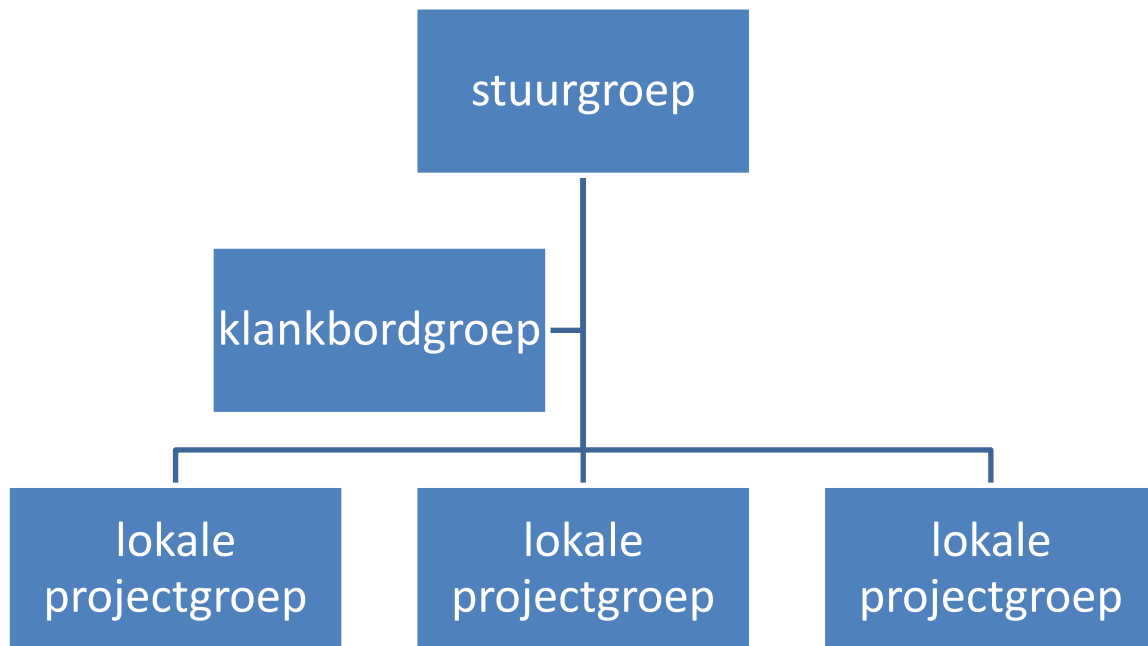 stuurgroep
klankbordgroep
lokale
projectgroep
lokale
projectgroep
lokale
projectgroep